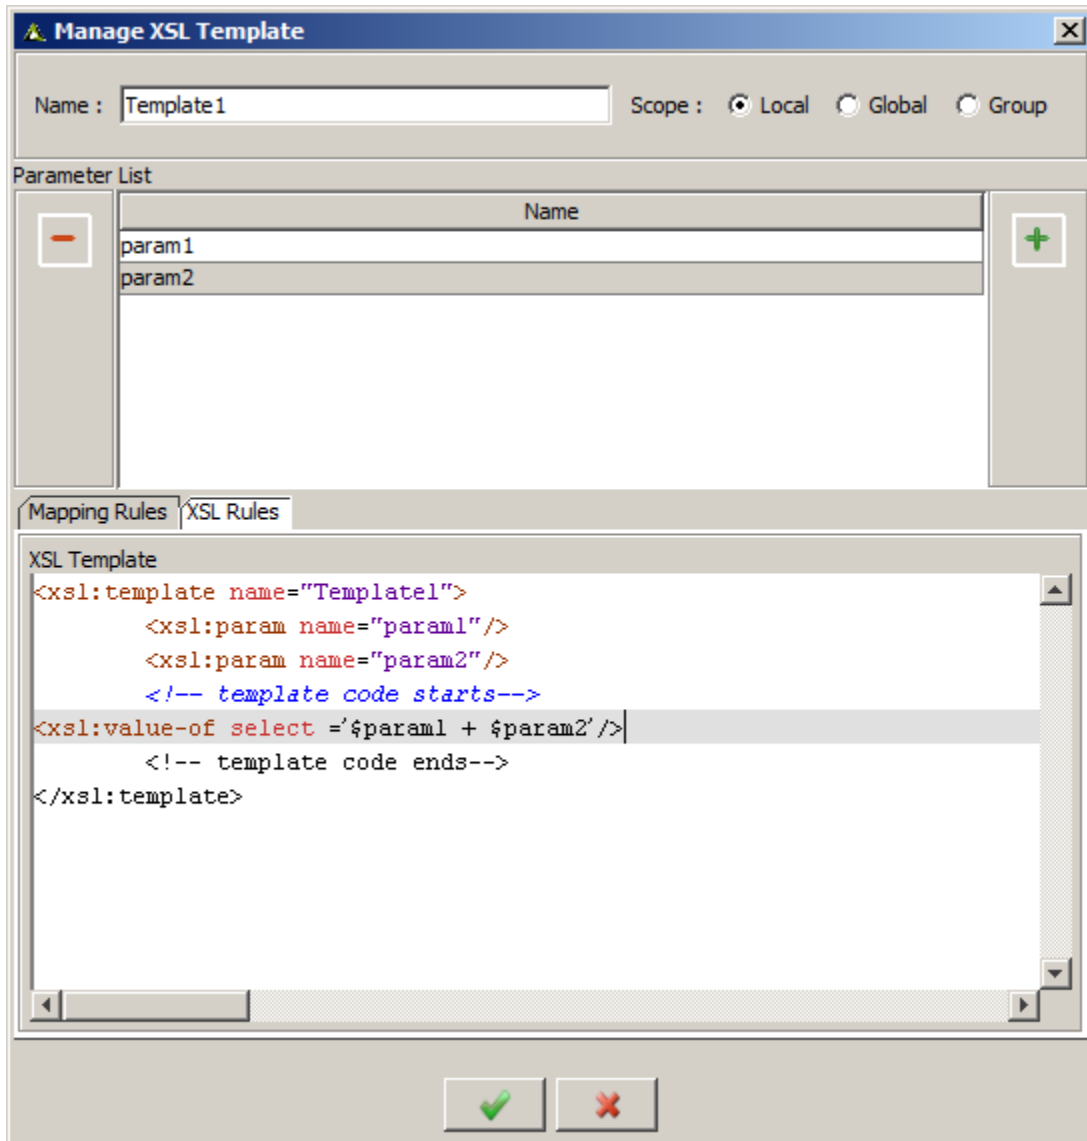 Manage XSL Template
Name : Template1 Scope : Local Global Group
Parameter List
Name
param1
param2
Mapping Rules XSL Rules
XSL Template
<xsl:template name="Template1">
<xsl:param name="param1"/>
<xsl:param name="param2"/>
<!-- template code starts-->
<xsl:value-of select ='$param1 + $param2'/>
<!-- template code ends-->
</xsl:template>